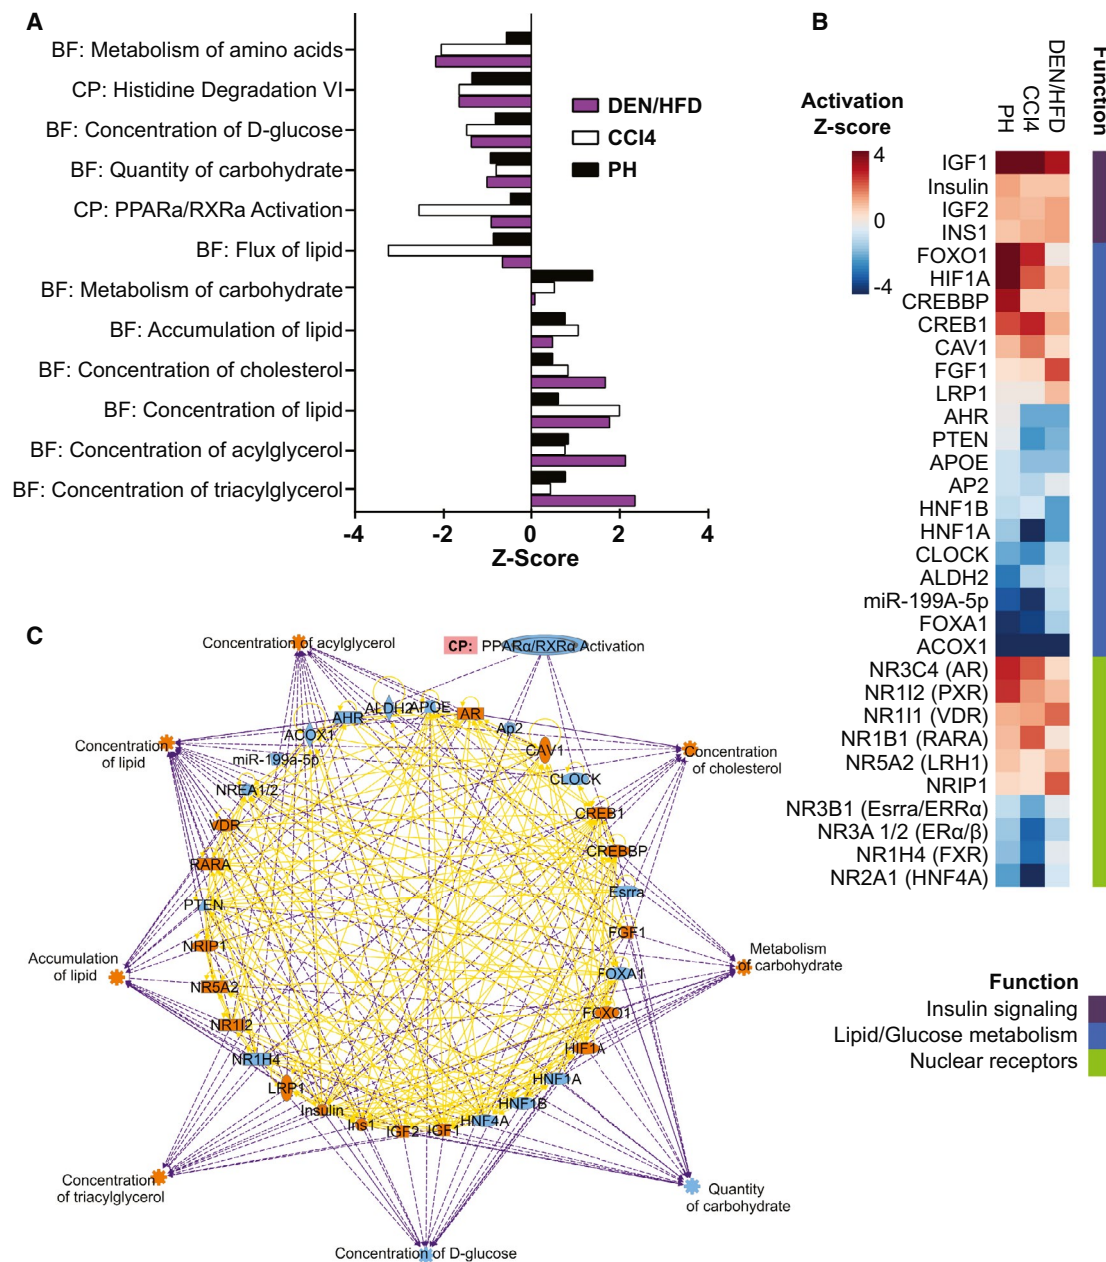 A
BF: Metabolism of amino acids
CP: Histidine Degradation VI
BF: Concentration of D-glucose
BF: Quantity of carbohydrate
CP: PPARa/RXRa Activation
BF: Flux of lipid
BF: Metabolism of carbohydrate
BF: Accumulation of lipid
BF: Concentration of cholesterol
BF: Concentration of lipid
BF: Concentration of acylglycerol
BF: Concentration of triacylglycerol
DEN/HFD
CCl4
PH
-4 -2 0 2 4
Z-Score
B
Activation
Z-score
4
0
-4
PH
CCl4
DEN/HFD
Function
IGF1
Insulin
IGF2
INS1
FOXO1
HIF1A
CREBBP
CREB1
CAV1
FGF1
LRP1
AHR
PTEN
APOE
AP2
HNF1B
HNF1A
CLOCK
ALDH2
miR-199A-5p
FOXA1
ACOX1
NR3C4 (AR)
NR1I2 (PXR)
NR1I1 (VDR)
NR1B1 (RARA)
NR5A2 (LRH1)
NRIP1
NR3B1 (Esrra/ERRα)
NR3A 1/2 (ERα/β)
NR1H4 (FXR)
NR2A1 (HNF4A)
Function
Insulin signaling
Lipid/Glucose metabolism
Nuclear receptors
C
Concentration of acylglycerol
CP: PPARα/RXRα Activation
Concentration
of lipid
Concentration
of cholesterol
Accumulation
of lipid
Metabolism
of carbohydrate
Concentration
of triacylglycerol
Quantity
of carbohydrate
Concentration of D-glucose
AHR
ALDH2
APOE
AR
Ap2
CAV1
CLOCK
CREB1
CREBBP
Esrra
FGF1
FOXA1
FOXO1
HIF1A
HNF1A
HNF1B
HNF4A
IGF1
IGF2
Ins1
Insulin
LRP1
NR1H4
NR1I2
NR5A2
NRIP1
PTEN
RARA
VDR
NREA1/2
miR-199a-5p
ACOX1